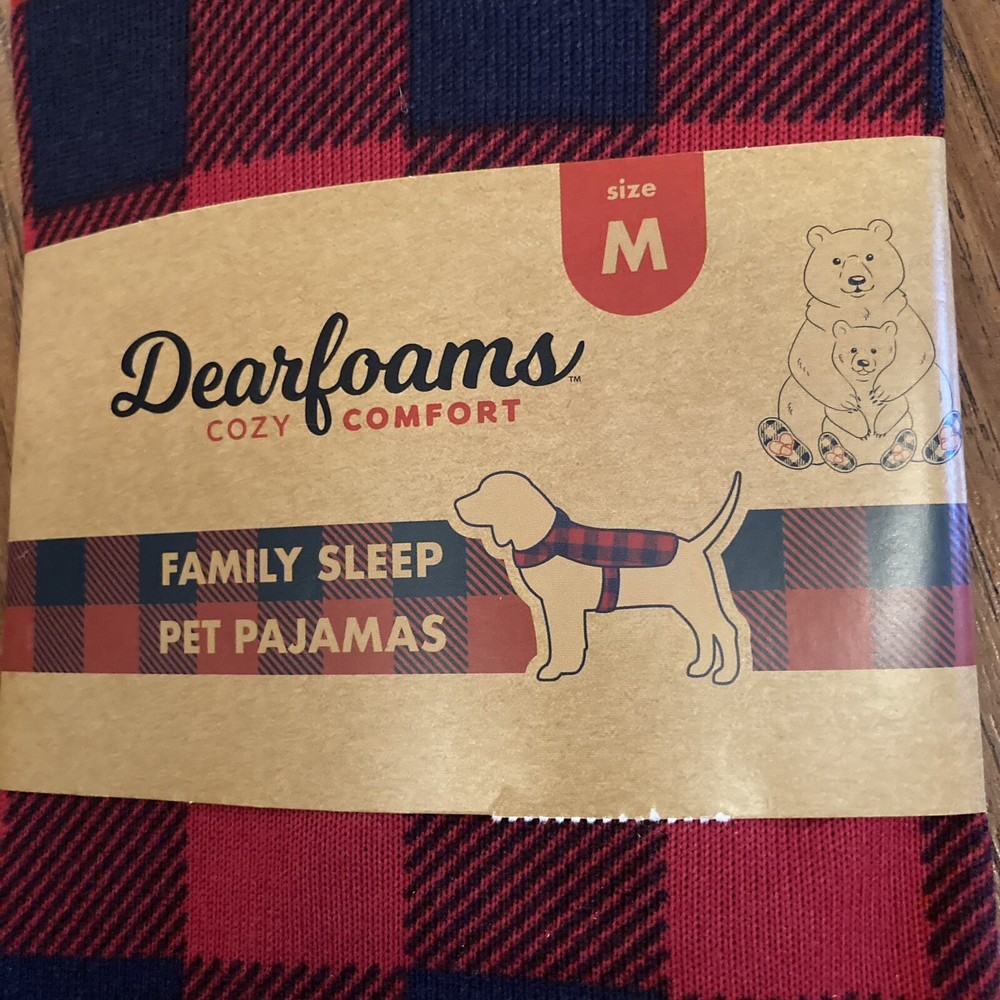 size
M
Dearfoams™
COZY COMFORT
FAMILY SLEEP
PET PAJAMAS